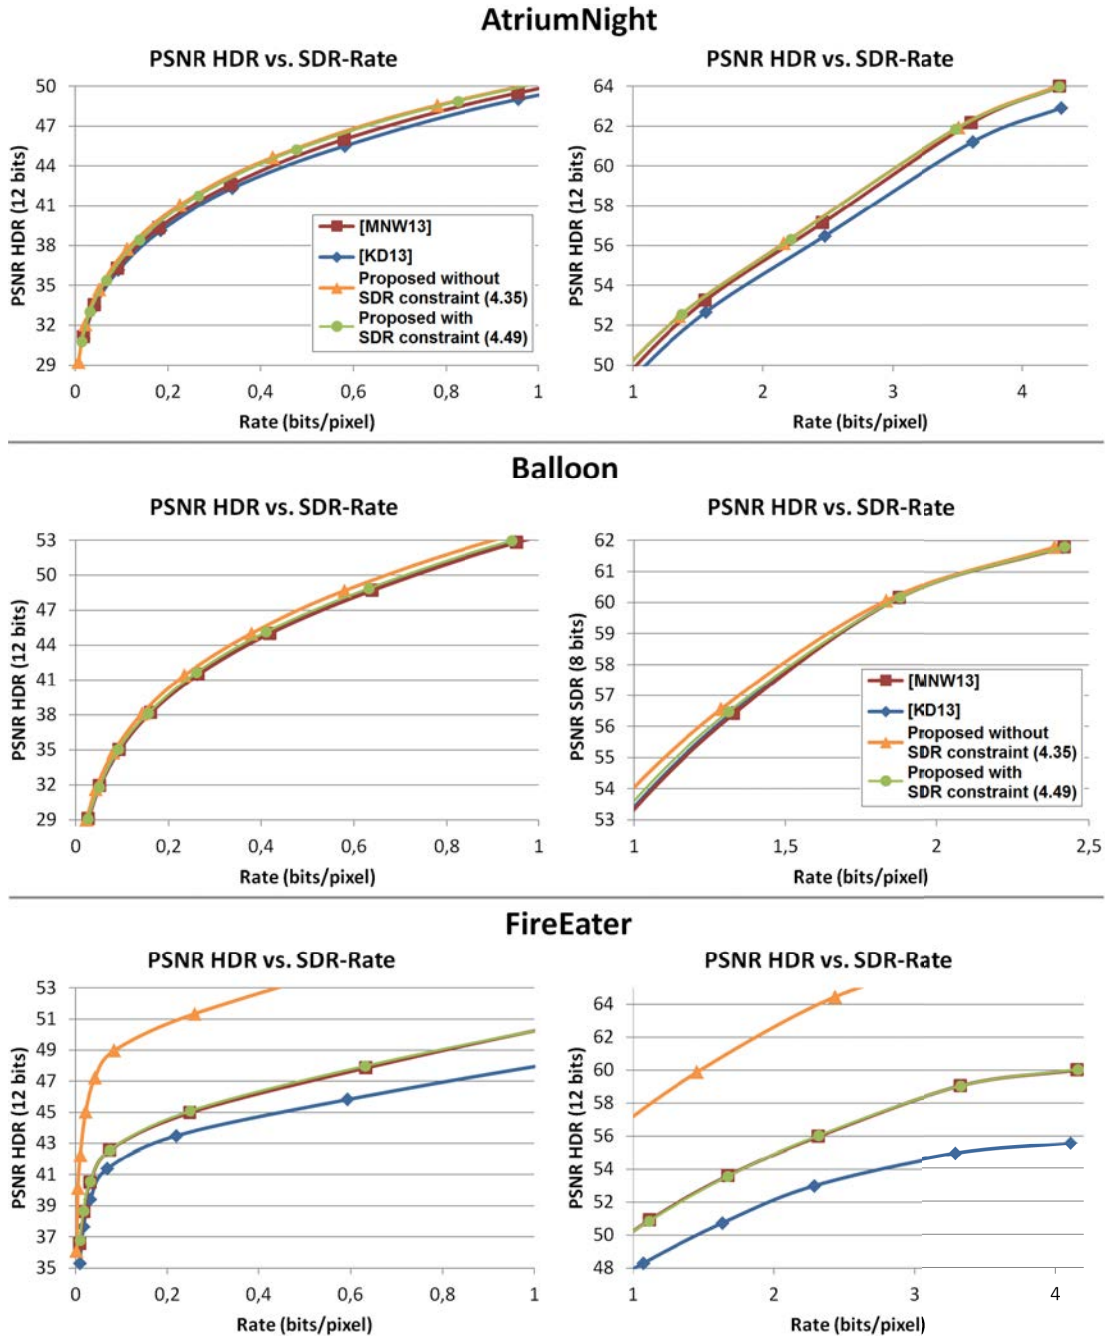 AtriumNight
PSNR HDR vs. SDR-Rate
PSNR HDR (12 bits)
50
47
44
41
38
35
32
29
0
0,2
0,4
0,6
0,8
1
Rate (bits/pixel)
[MNW13]
[KD13]
Proposed without
SDR constraint (4.35)
Proposed with
SDR constraint (4.49)
PSNR HDR vs. SDR-Rate
PSNR HDR (12 bits)
64
62
60
58
56
54
52
50
1
2
3
4
Rate (bits/pixel)
Balloon
PSNR HDR vs. SDR-Rate
PSNR HDR (12 bits)
53
50
47
44
41
38
35
32
29
0
0,2
0,4
0,6
0,8
1
Rate (bits/pixel)
PSNR HDR vs. SDR-Rate
PSNR SDR (8 bits)
62
61
60
59
58
57
56
55
54
53
1
1,5
2
2,5
Rate (bits/pixel)
[MNW13]
[KD13]
Proposed without
SDR constraint (4.35)
Proposed with
SDR constraint (4.49)
FireEater
PSNR HDR vs. SDR-Rate
PSNR HDR (12 bits)
53
51
49
47
45
43
41
39
37
35
0
0,2
0,4
0,6
0,8
1
Rate (bits/pixel)
PSNR HDR vs. SDR-Rate
PSNR HDR (12 bits)
64
62
60
58
56
54
52
50
48
1
2
3
4
Rate (bits/pixel)